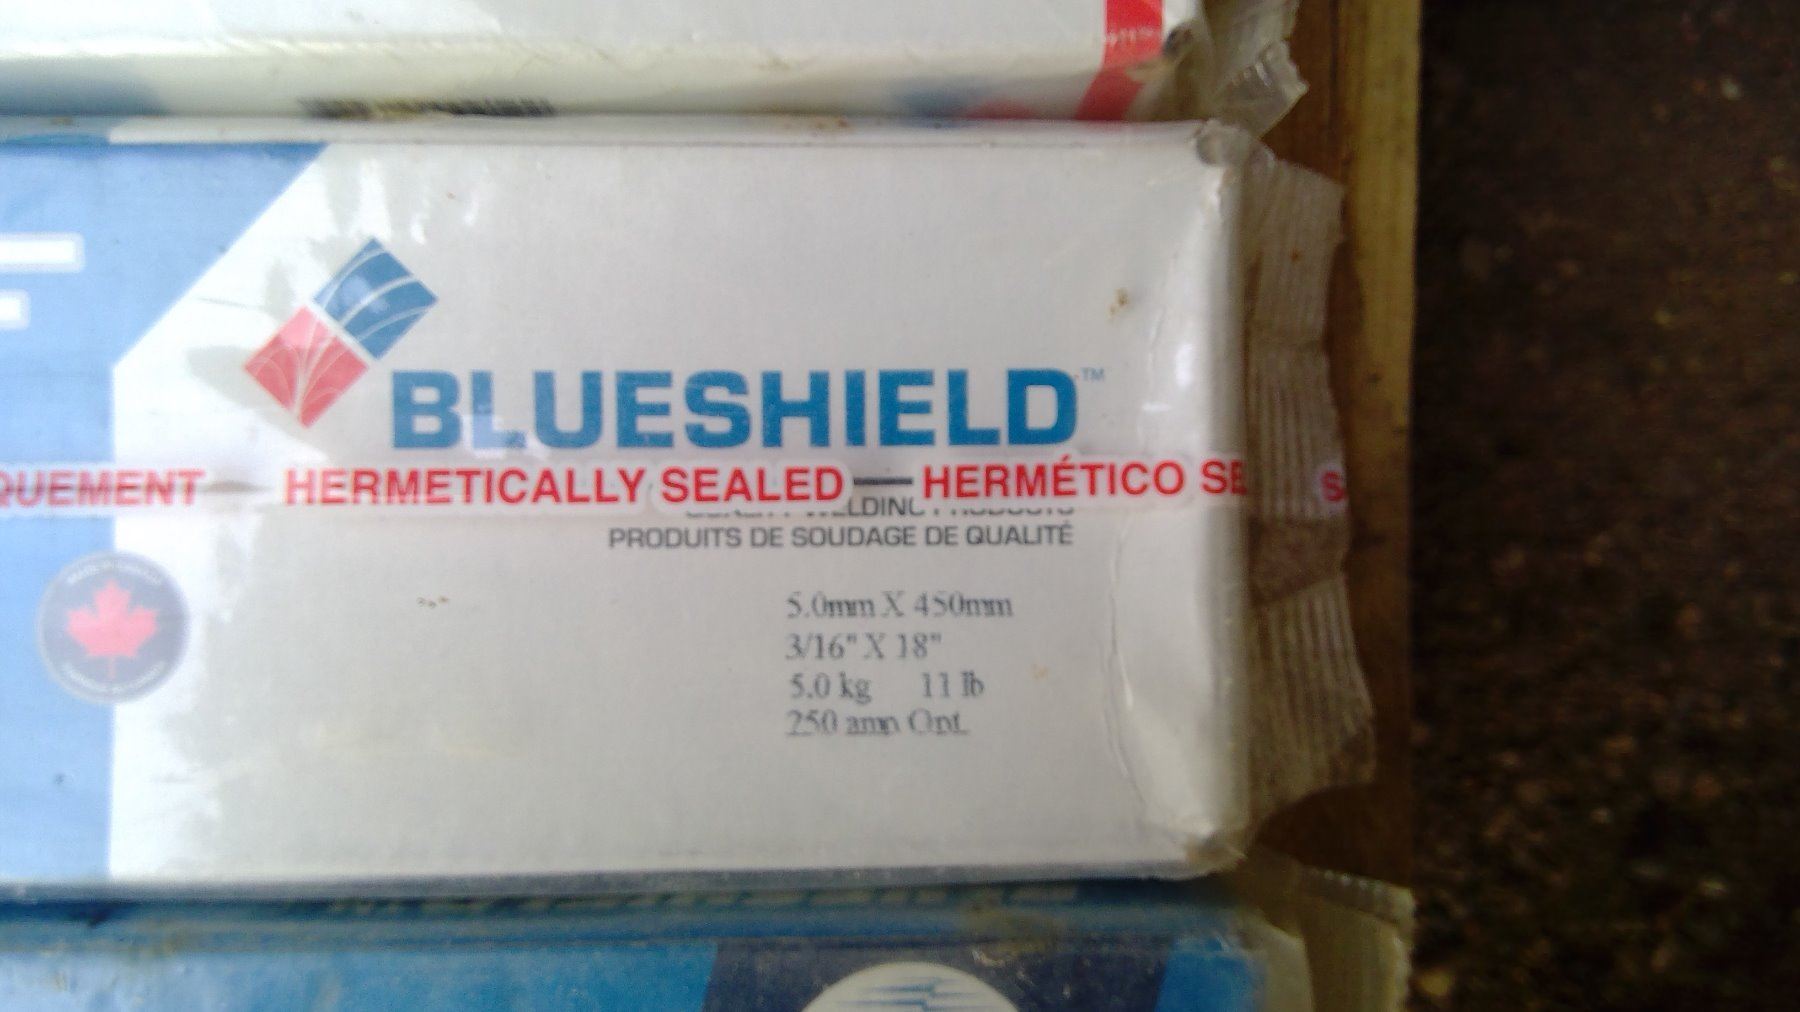 BLUESHIELD™
QUEMENT HERMETICALLY SEALED — HERMÉTICO SE
PRODUITS DE SOUDAGE DE QUALITÉ
5.0mm X 450mm
3/16" X 18"
5.0 kg 11 lb
250 amp Opt.